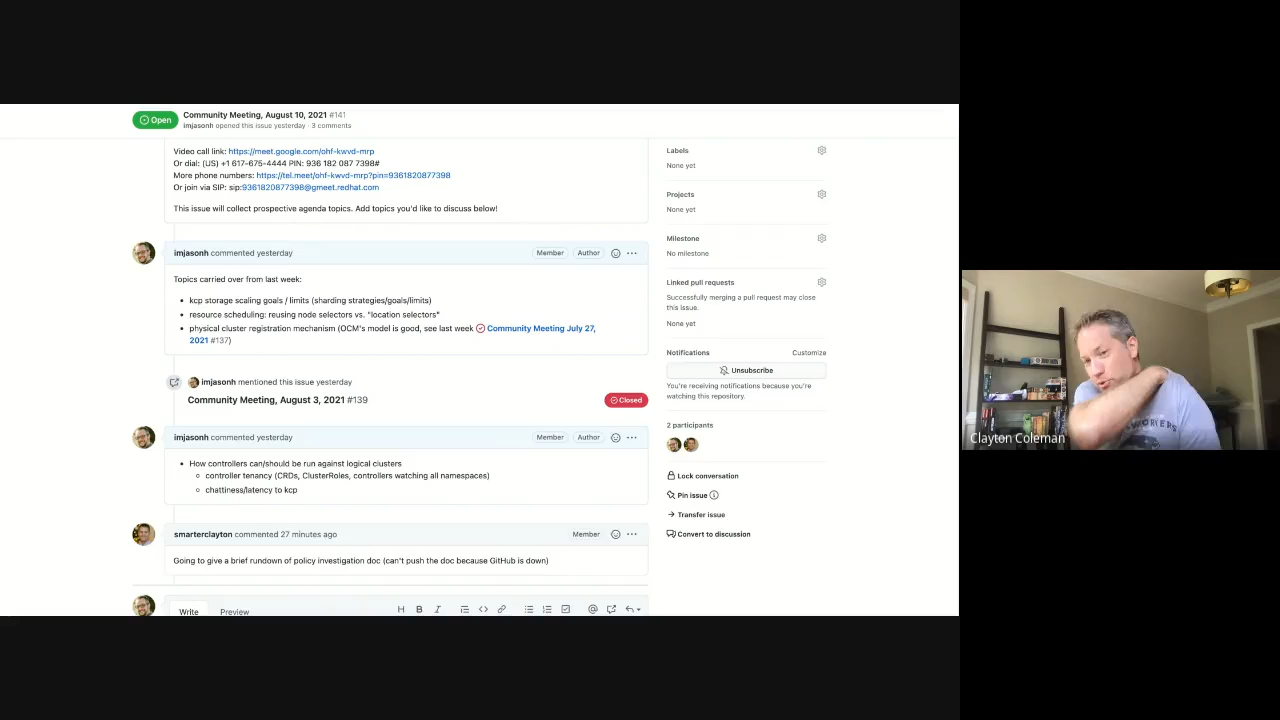 Open
Community Meeting, August 10, 2021 #141
imjasonh opened this issue yesterday · 3 comments
Video call link: https://meet.google.com/ohf-kwvd-mrp
Or dial: (US) +1 617-675-4444 PIN: 936 182 087 7398#
More phone numbers: https://tel.meet/ohf-kwvd-mrp?pin=9361820877398
Or join via SIP: sip:9361820877398@gmeet.redhat.com
This issue will collect prospective agenda topics. Add topics you'd like to discuss below!
imjasonh commented yesterday
Member
Author
Topics carried over from last week:
• kcp storage scaling goals / limits (sharding strategies/goals/limits)
• resource scheduling: reusing node selectors vs. "location selectors"
• physical cluster registration mechanism (OCM's model is good, see last week Community Meeting July 27,
2021 #137)
imjasonh mentioned this issue yesterday
Community Meeting, August 3, 2021 #139
Closed
imjasonh commented yesterday
Member
Author
• How controllers can/should be run against logical clusters
◦ controller tenancy (CRDs, ClusterRoles, controllers watching all namespaces)
◦ chattiness/latency to kcp
smarterclayton commented 27 minutes ago
Member
Going to give a brief rundown of policy investigation doc (can't push the doc because GitHub is down)
Write
Preview
Labels
None yet
Projects
None yet
Milestone
No milestone
Linked pull requests
Successfully merging a pull request may close
this issue.
None yet
Notifications
Customize
Unsubscribe
You're receiving notifications because you're
watching this repository.
2 participants
Lock conversation
Pin issue
Transfer issue
Convert to discussion
Clayton Coleman